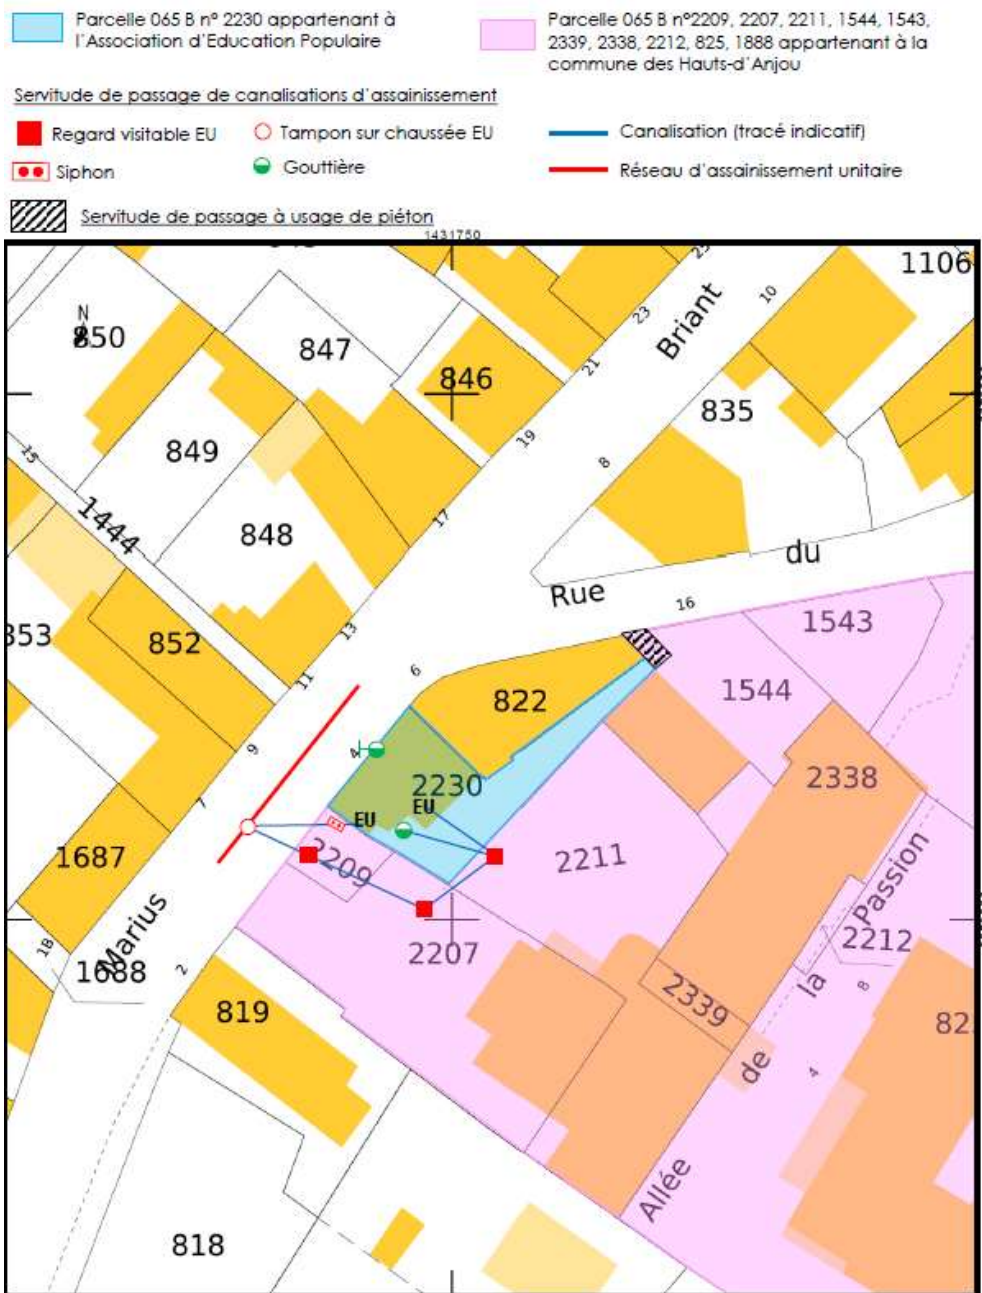 Parcelle 065 B n° 2230 appartenant à
l'Association d'Education Populaire
Parcelle 065 B n°2209, 2207, 2211, 1544, 1543,
2339, 2338, 2212, 825, 1888 appartenant à la
commune des Hauts-d'Anjou
Servitude de passage de canalisations d'assainissement
Regard visitable EU
Tampon sur chaussée EU
Canalisation (tracé indicatif)
Siphon
Gouttière
Réseau d'assainissement unitaire
Servitude de passage à usage de piéton
1431750
25
1106
10
N
850
847
23
Briant
846
21
835
849
19
8
15
17
1444
848
du
Rue
16
1543
853
852
13
6
11
1544
822
9
4
2338
2230
EU
EU
7
1687
2209
2211
Passion
Marius
18
2207
2212
1688
2
la
8
2339
819
82
de
4
Allée
818